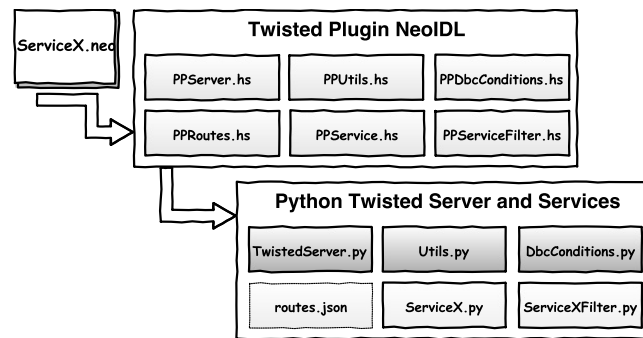 ServiceX.neo
Twisted Plugin NeoIDL
PPServer.hs PPUtils.hs PPDbcConditions.hs
PPRoutes.hs PPService.hs PPServiceFilter.hs
Python Twisted Server and Services
TwistedServer.py Utils.py DbcConditions.py
routes.json ServiceX.py ServiceXFilter.py